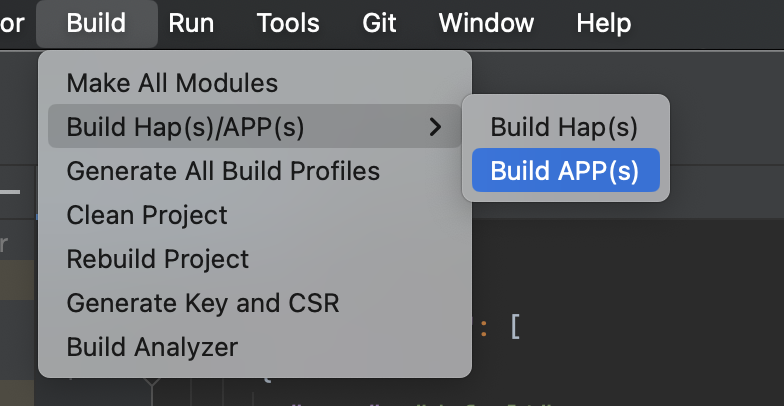 or Build Run Tools Git Window Help
Make All Modules
Build Hap(s)/APP(s)
Build Hap(s)
Generate All Build Profiles
Build APP(s)
Clean Project
r
Rebuild Project
Generate Key and CSR
: [
Build Analyzer
{